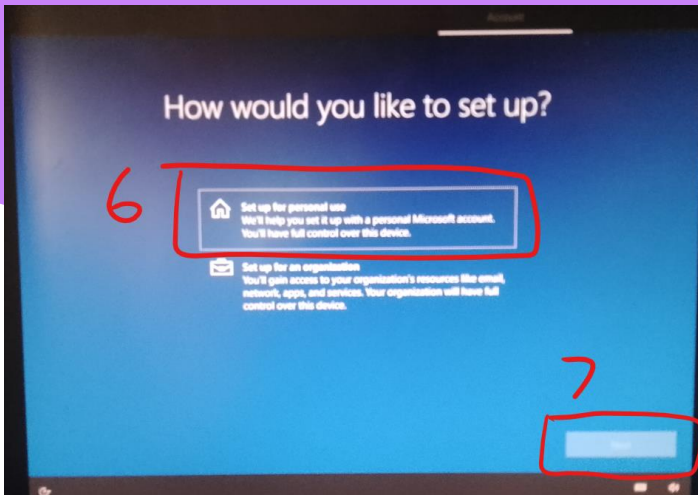 Account
How would you like to set up?
6
Set up for personal use
We'll help you set it up with a personal Microsoft account.
You'll have full control over this device.
Set up for an organization
You'll gain access to your organization's resources like email,
network, apps, and services. Your organization will have full
control over this device.
7